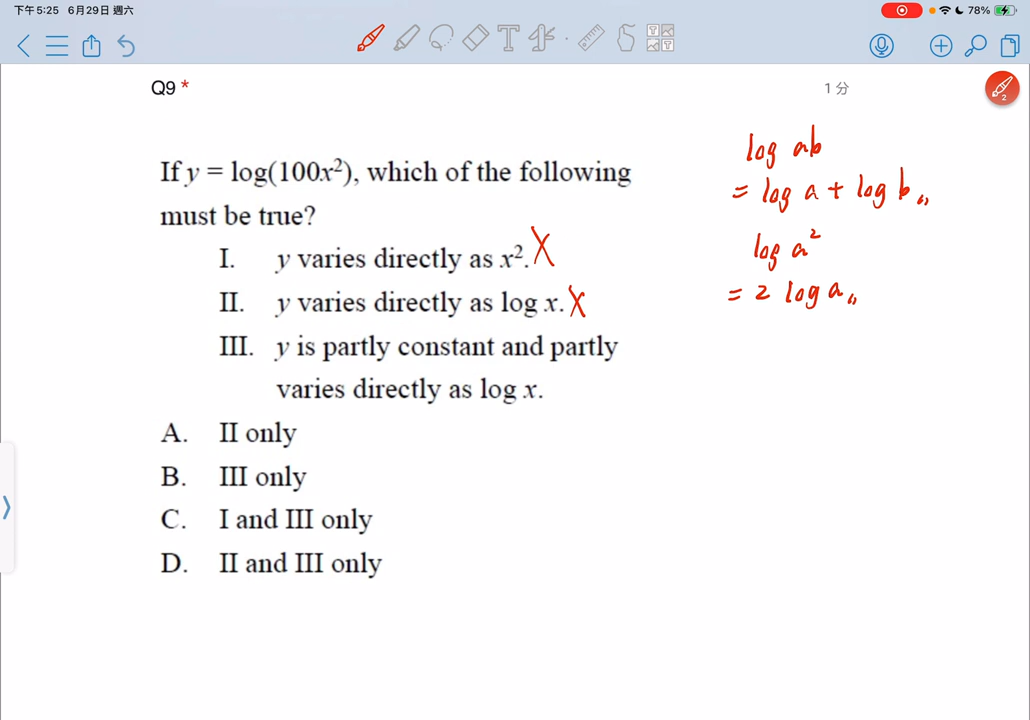 下午5:25 6月29日 週六 78%
Q9 * 1 分
If y = log(100x²), which of the following
must be true?
I. y varies directly as x². X
II. y varies directly as log x. X
III. y is partly constant and partly
varies directly as log x.
A. II only
B. III only
C. I and III only
D. II and III only
log ab
= log a + log b
log a²
= 2 log a
T
2